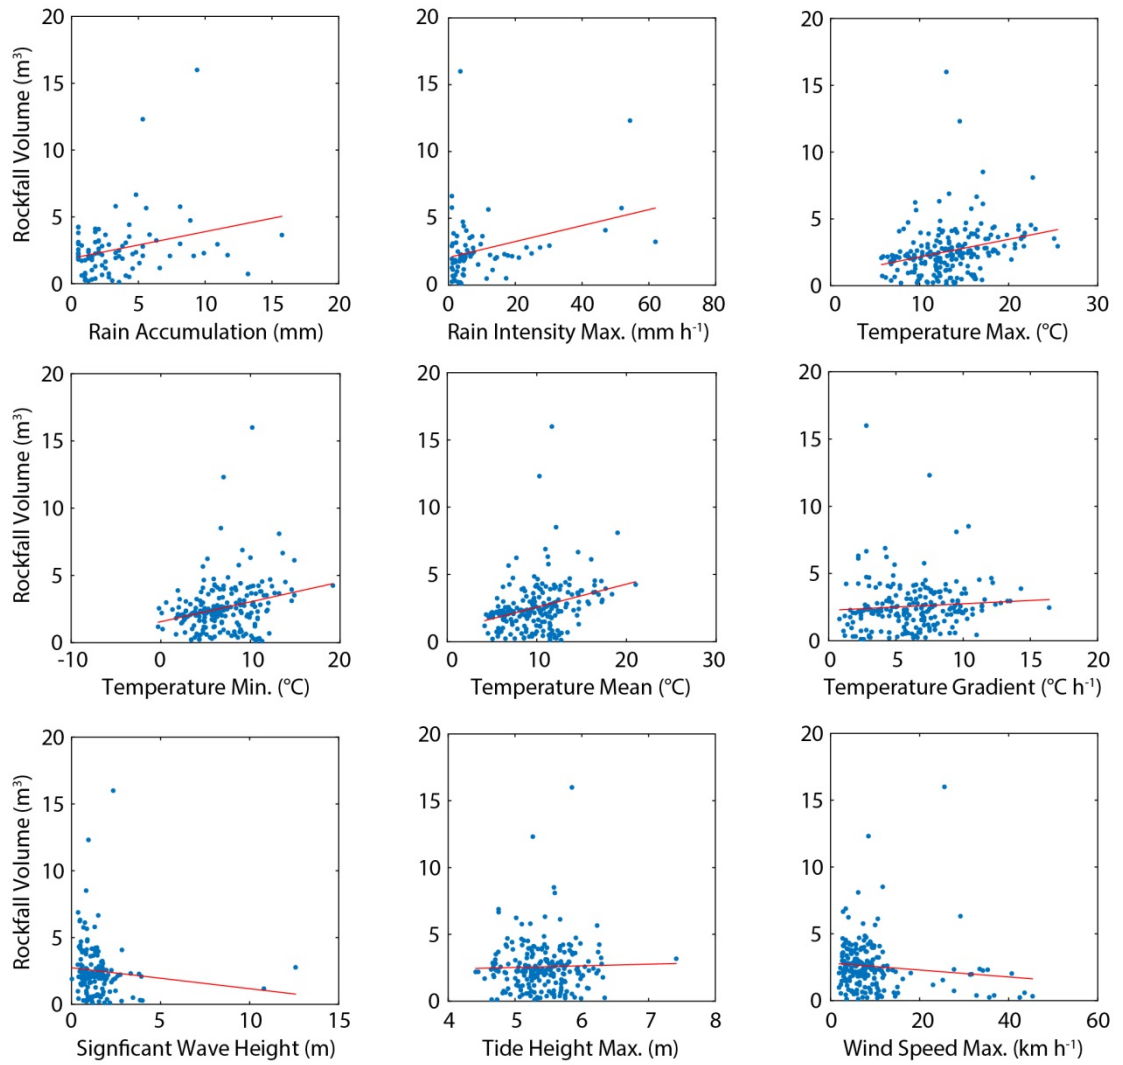 20
15
10
5
0
Rockfall Volume (m³)
0 5 10 15 20
Rain Accumulation (mm)
20
15
10
5
0
0 20 40 60 80
Rain Intensity Max. (mm h⁻¹)
20
15
10
5
0
0 10 20 30
Temperature Max. (°C)
20
15
10
5
0
Rockfall Volume (m³)
-10 0 10 20
Temperature Min. (°C)
20
15
10
5
0
0 10 20 30
Temperature Mean (°C)
20
15
10
5
0
0 5 10 15 20
Temperature Gradient (°C h⁻¹)
20
15
10
5
0
Rockfall Volume (m³)
0 5 10 15
Signficant Wave Height (m)
20
15
10
5
0
4 5 6 7 8
Tide Height Max. (m)
20
15
10
5
0
0 20 40 60
Wind Speed Max. (km h⁻¹)